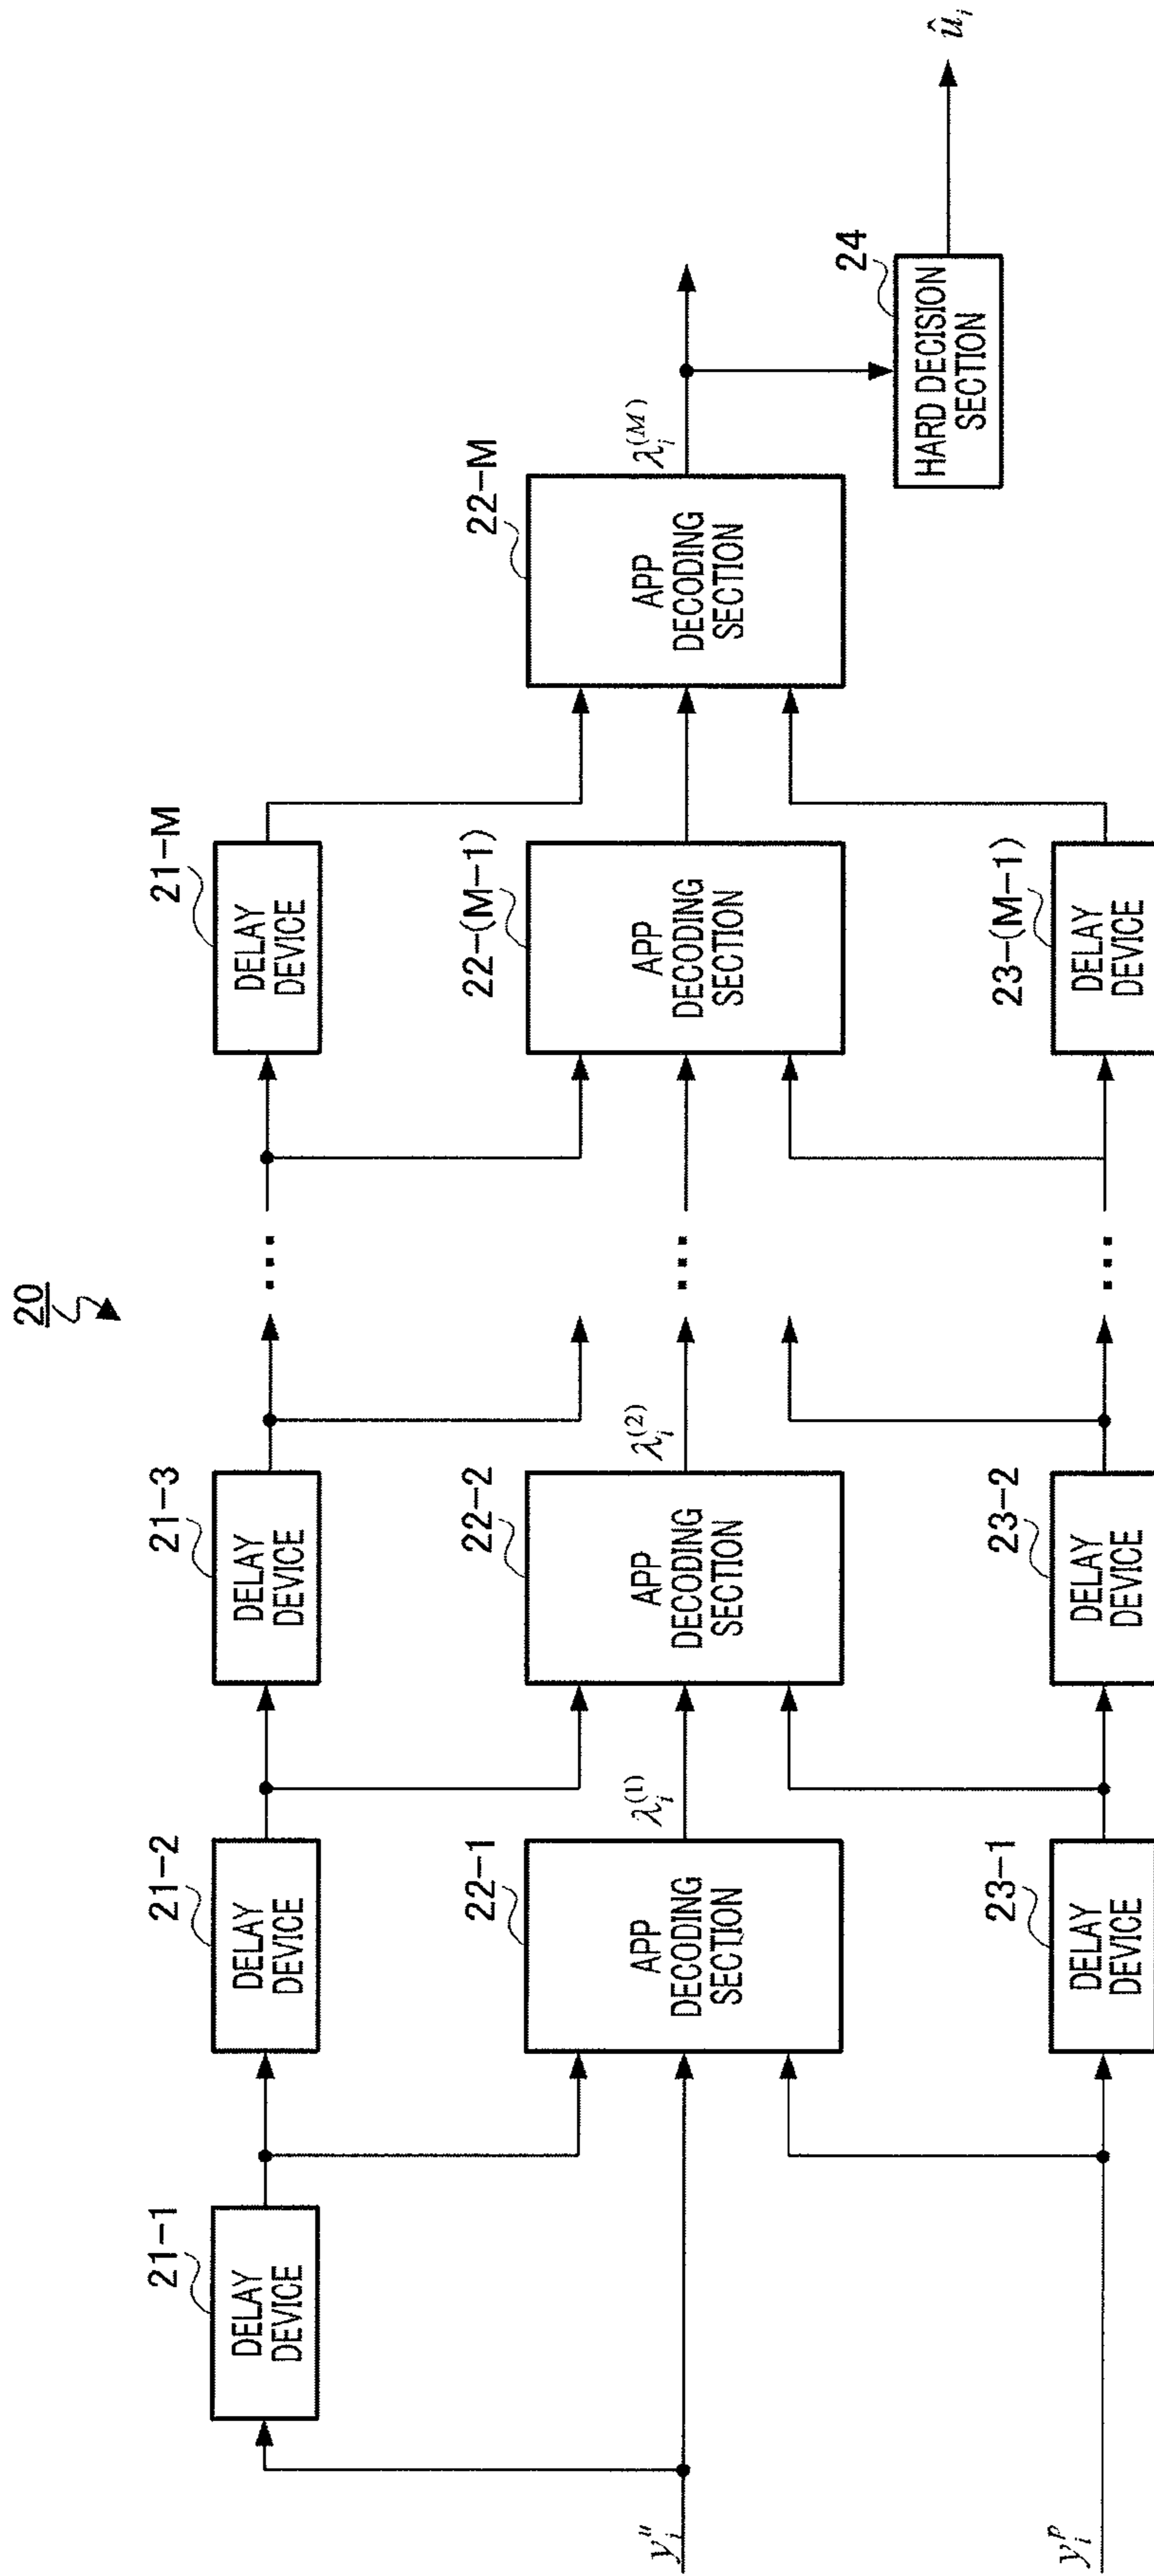 20
21-1
DELAY
DEVICE
21-2
DELAY
DEVICE
21-3
DELAY
DEVICE
...
21-M
DELAY
DEVICE
y_i^u
22-1
APP
DECODING
SECTION
λ_i^(1)
22-2
APP
DECODING
SECTION
λ_i^(2)
...
22-(M-1)
APP
DECODING
SECTION
22-M
APP
DECODING
SECTION
λ_i^(M)
24
HARD DECISION
SECTION
û_i
y_i^p
23-1
DELAY
DEVICE
23-2
DELAY
DEVICE
...
23-(M-1)
DELAY
DEVICE